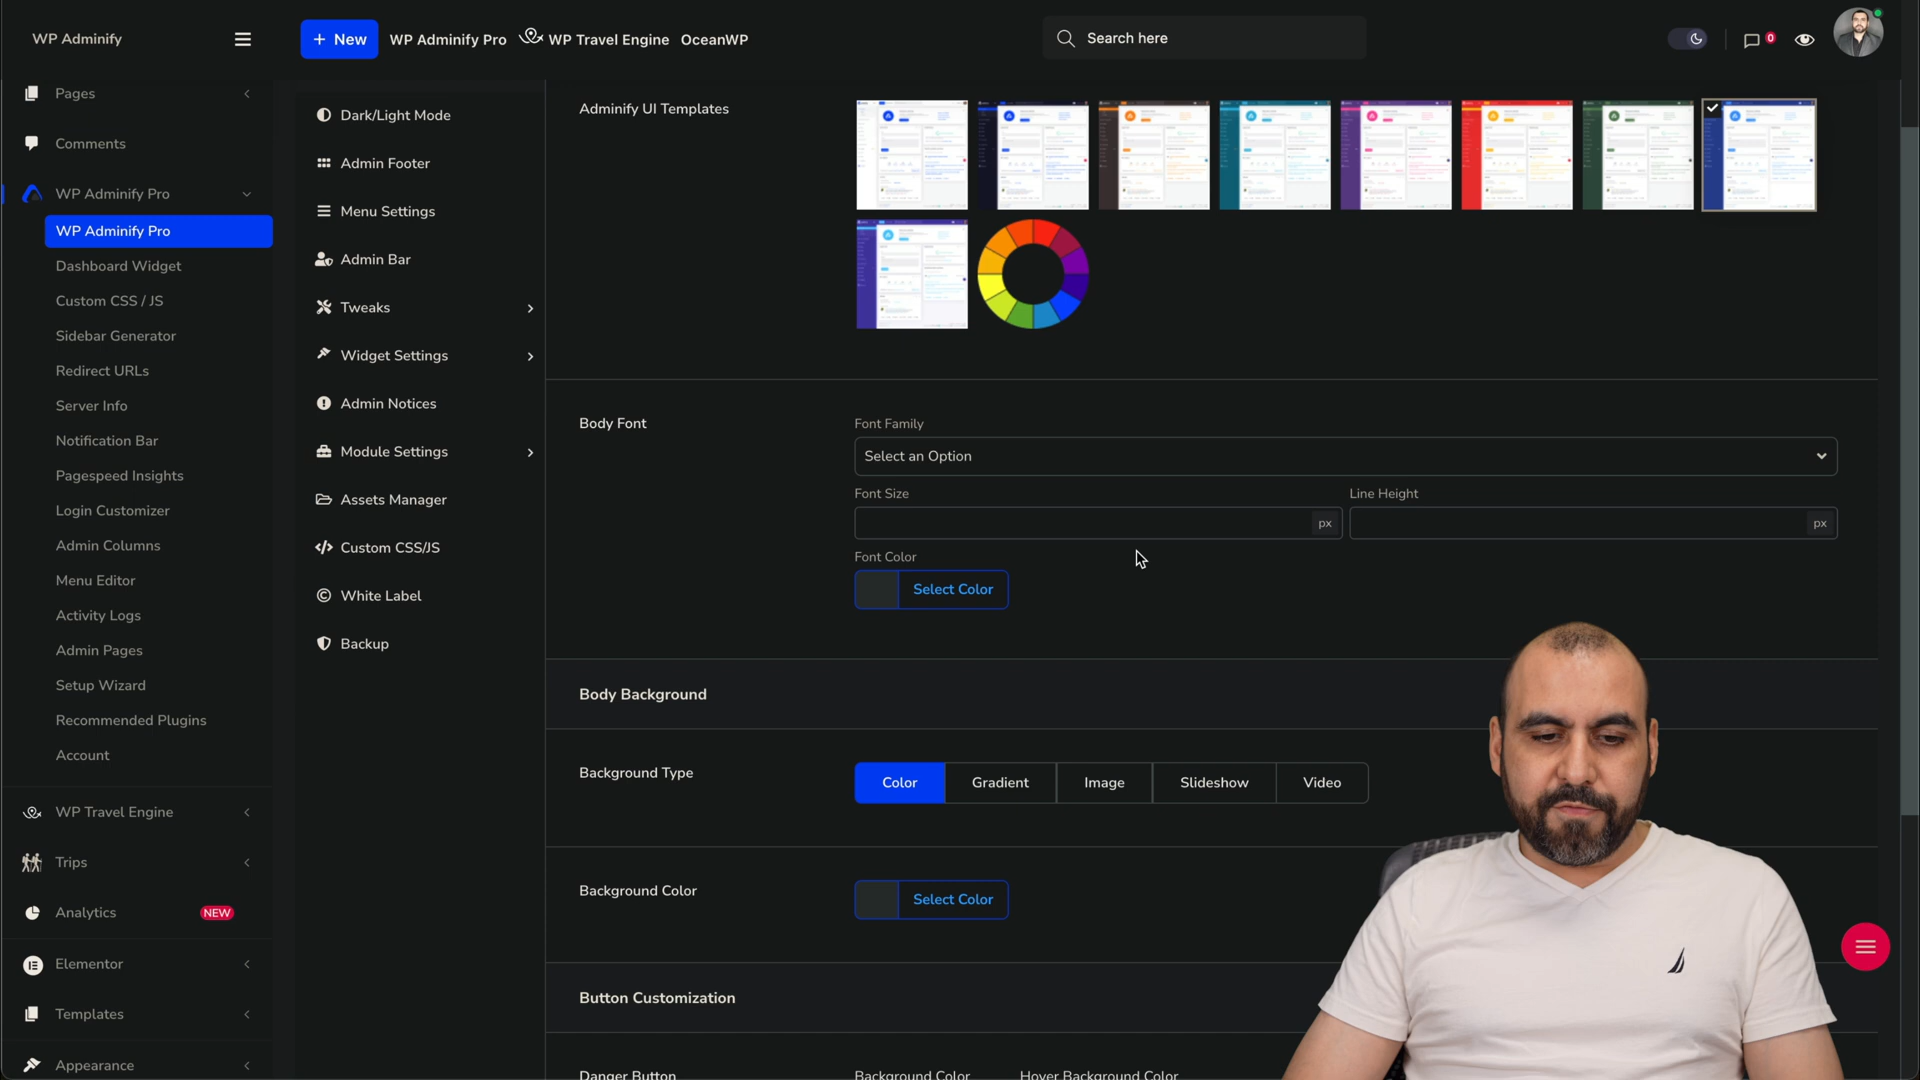 WP Adminify
+ New
WP Adminify Pro
WP Travel Engine
OceanWP
Search here
0
Pages
Comments
WP Adminify Pro
WP Adminify Pro
Dashboard Widget
Custom CSS / JS
Sidebar Generator
Redirect URLs
Server Info
Notification Bar
Pagespeed Insights
Login Customizer
Admin Columns
Menu Editor
Activity Logs
Admin Pages
Setup Wizard
Recommended Plugins
Account
WP Travel Engine
Trips
Analytics NEW
Elementor
Templates
Appearance
Dark/Light Mode
Admin Footer
Menu Settings
Admin Bar
Tweaks
Widget Settings
Admin Notices
Module Settings
Assets Manager
Custom CSS/JS
White Label
Backup
Adminify UI Templates
Body Font
Font Family
Select an Option
Font Size
Line Height
px
px
Font Color
Select Color
Body Background
Background Type
Color
Gradient
Image
Slideshow
Video
Background Color
Select Color
Button Customization
Danger Button
Background Color
Hover Background Color